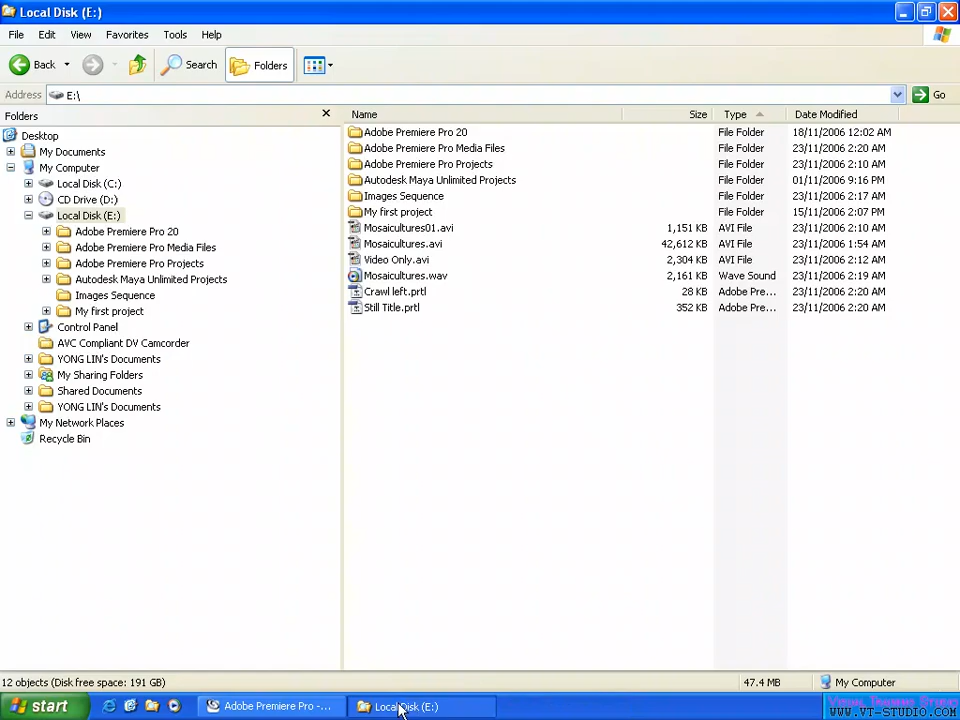 Local Disk (E:)
File Edit View Favorites Tools Help
Back Search Folders
Address E:\ Go
Folders
Desktop
My Documents
My Computer
Local Disk (C:)
CD Drive (D:)
Local Disk (E:)
Adobe Premiere Pro 20
Adobe Premiere Pro Media Files
Adobe Premiere Pro Projects
Autodesk Maya Unlimited Projects
Images Sequence
My first project
Control Panel
AVC Compliant DV Camcorder
YONG LIN's Documents
My Sharing Folders
Shared Documents
YONG LIN's Documents
My Network Places
Recycle Bin
Name Size Type Date Modified
Adobe Premiere Pro 20 File Folder 18/11/2006 12:02 AM
Adobe Premiere Pro Media Files File Folder 23/11/2006 2:20 AM
Adobe Premiere Pro Projects File Folder 23/11/2006 2:10 AM
Autodesk Maya Unlimited Projects File Folder 01/11/2006 9:16 PM
Images Sequence File Folder 23/11/2006 2:17 AM
My first project File Folder 15/11/2006 2:07 PM
Mosaicultures01.avi 1,151 KB AVI File 23/11/2006 2:10 AM
Mosaicultures.avi 42,612 KB AVI File 23/11/2006 1:54 AM
Video Only.avi 2,304 KB AVI File 23/11/2006 2:12 AM
Mosaicultures.wav 2,161 KB Wave Sound 23/11/2006 2:19 AM
Crawl left.prtl 28 KB Adobe Pre... 23/11/2006 2:20 AM
Still Title.prtl 352 KB Adobe Pre... 23/11/2006 2:20 AM
12 objects (Disk free space: 191 GB) 47.4 MB My Computer
start Adobe Premiere Pro -... Local Disk (E:)
VISUAL TRAINING STUDIO
WWW.VT-STUDIO.COM